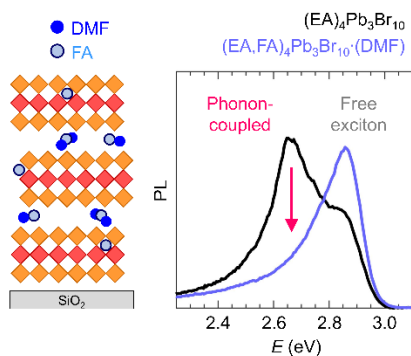 DMF
FA
SiO₂
(EA)₄Pb₃Br₁₀
(EA,FA)₄Pb₃Br₁₀·(DMF)
Phonon-
coupled
Free
exciton
PL
2.4 2.6 2.8 3.0
E (eV)